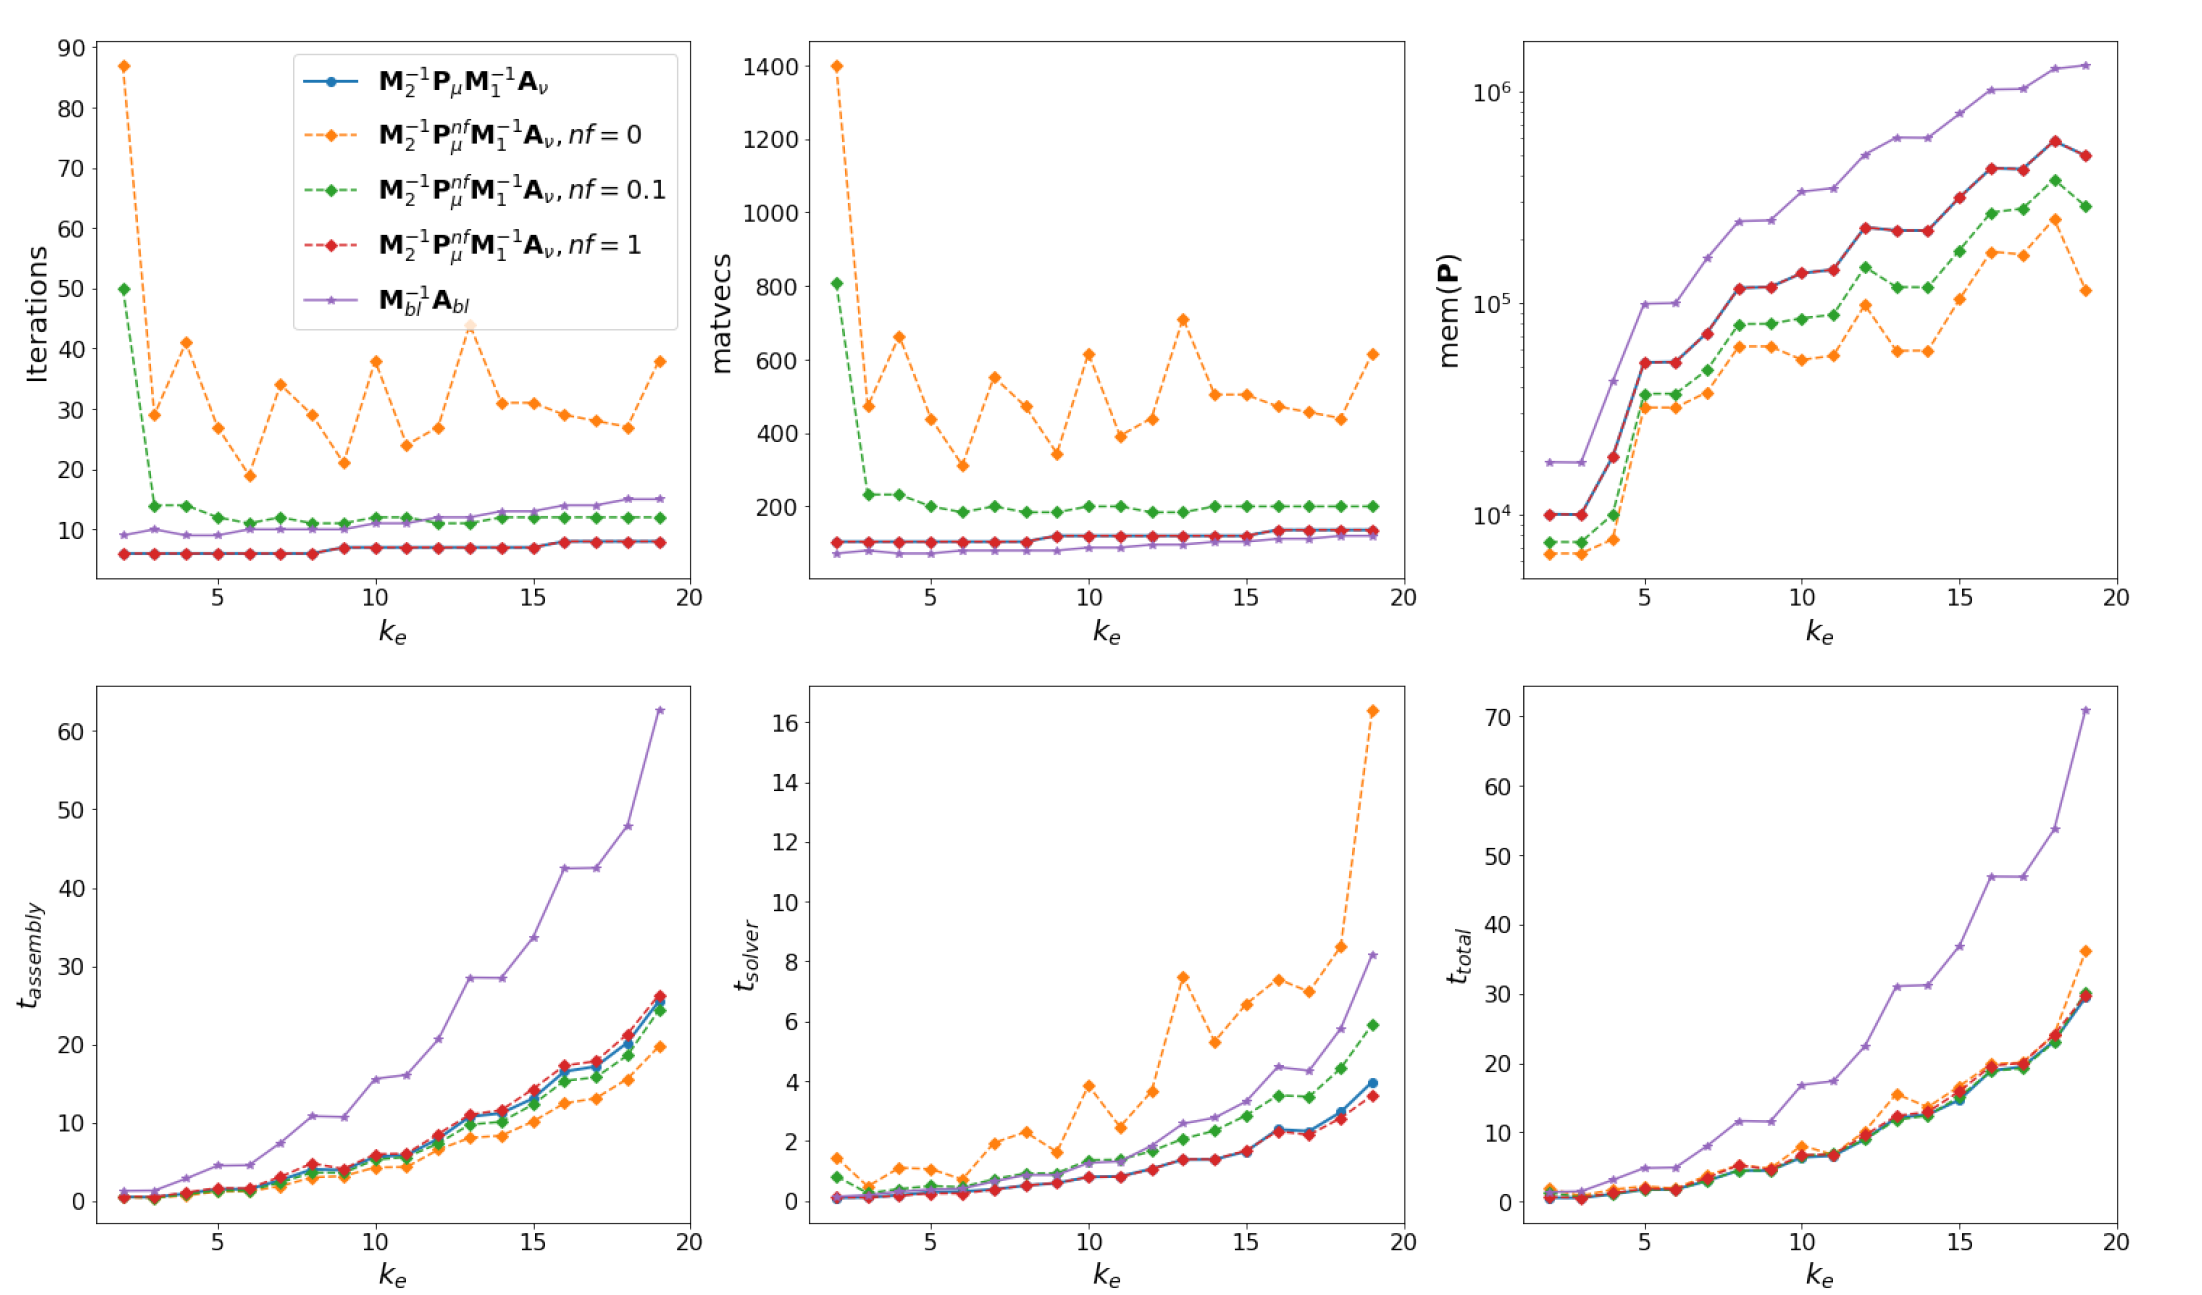 90
80
70
60
50
40
30
20
10
Iterations
5 10 15 20
k_e
M_2^{-1}P_μM_1^{-1}A_ν
M_2^{-1}P_μ^{nf}M_1^{-1}A_ν, nf = 0
M_2^{-1}P_μ^{nf}M_1^{-1}A_ν, nf = 0.1
M_2^{-1}P_μ^{nf}M_1^{-1}A_ν, nf = 1
M_{bl}^{-1}A_{bl}
1400
1200
1000
800
600
400
200
matvecs
5 10 15 20
k_e
10^6
10^5
10^4
mem(P)
5 10 15 20
k_e
60
50
40
30
20
10
0
t_{assembly}
5 10 15 20
k_e
16
14
12
10
8
6
4
2
0
t_{solver}
5 10 15 20
k_e
70
60
50
40
30
20
10
0
t_{total}
5 10 15 20
k_e